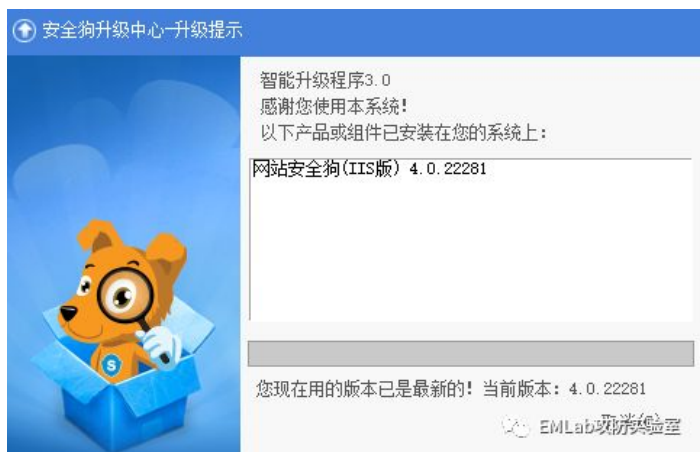 安全狗升级中心-升级提示
智能升级程序3.0
感谢您使用本系统!
以下产品或组件已安装在您的系统上:
网站安全狗(IIS版) 4.0.22281
您现在用的版本已是最新的! 当前版本: 4.0.22281
EMLab攻防实验室
S